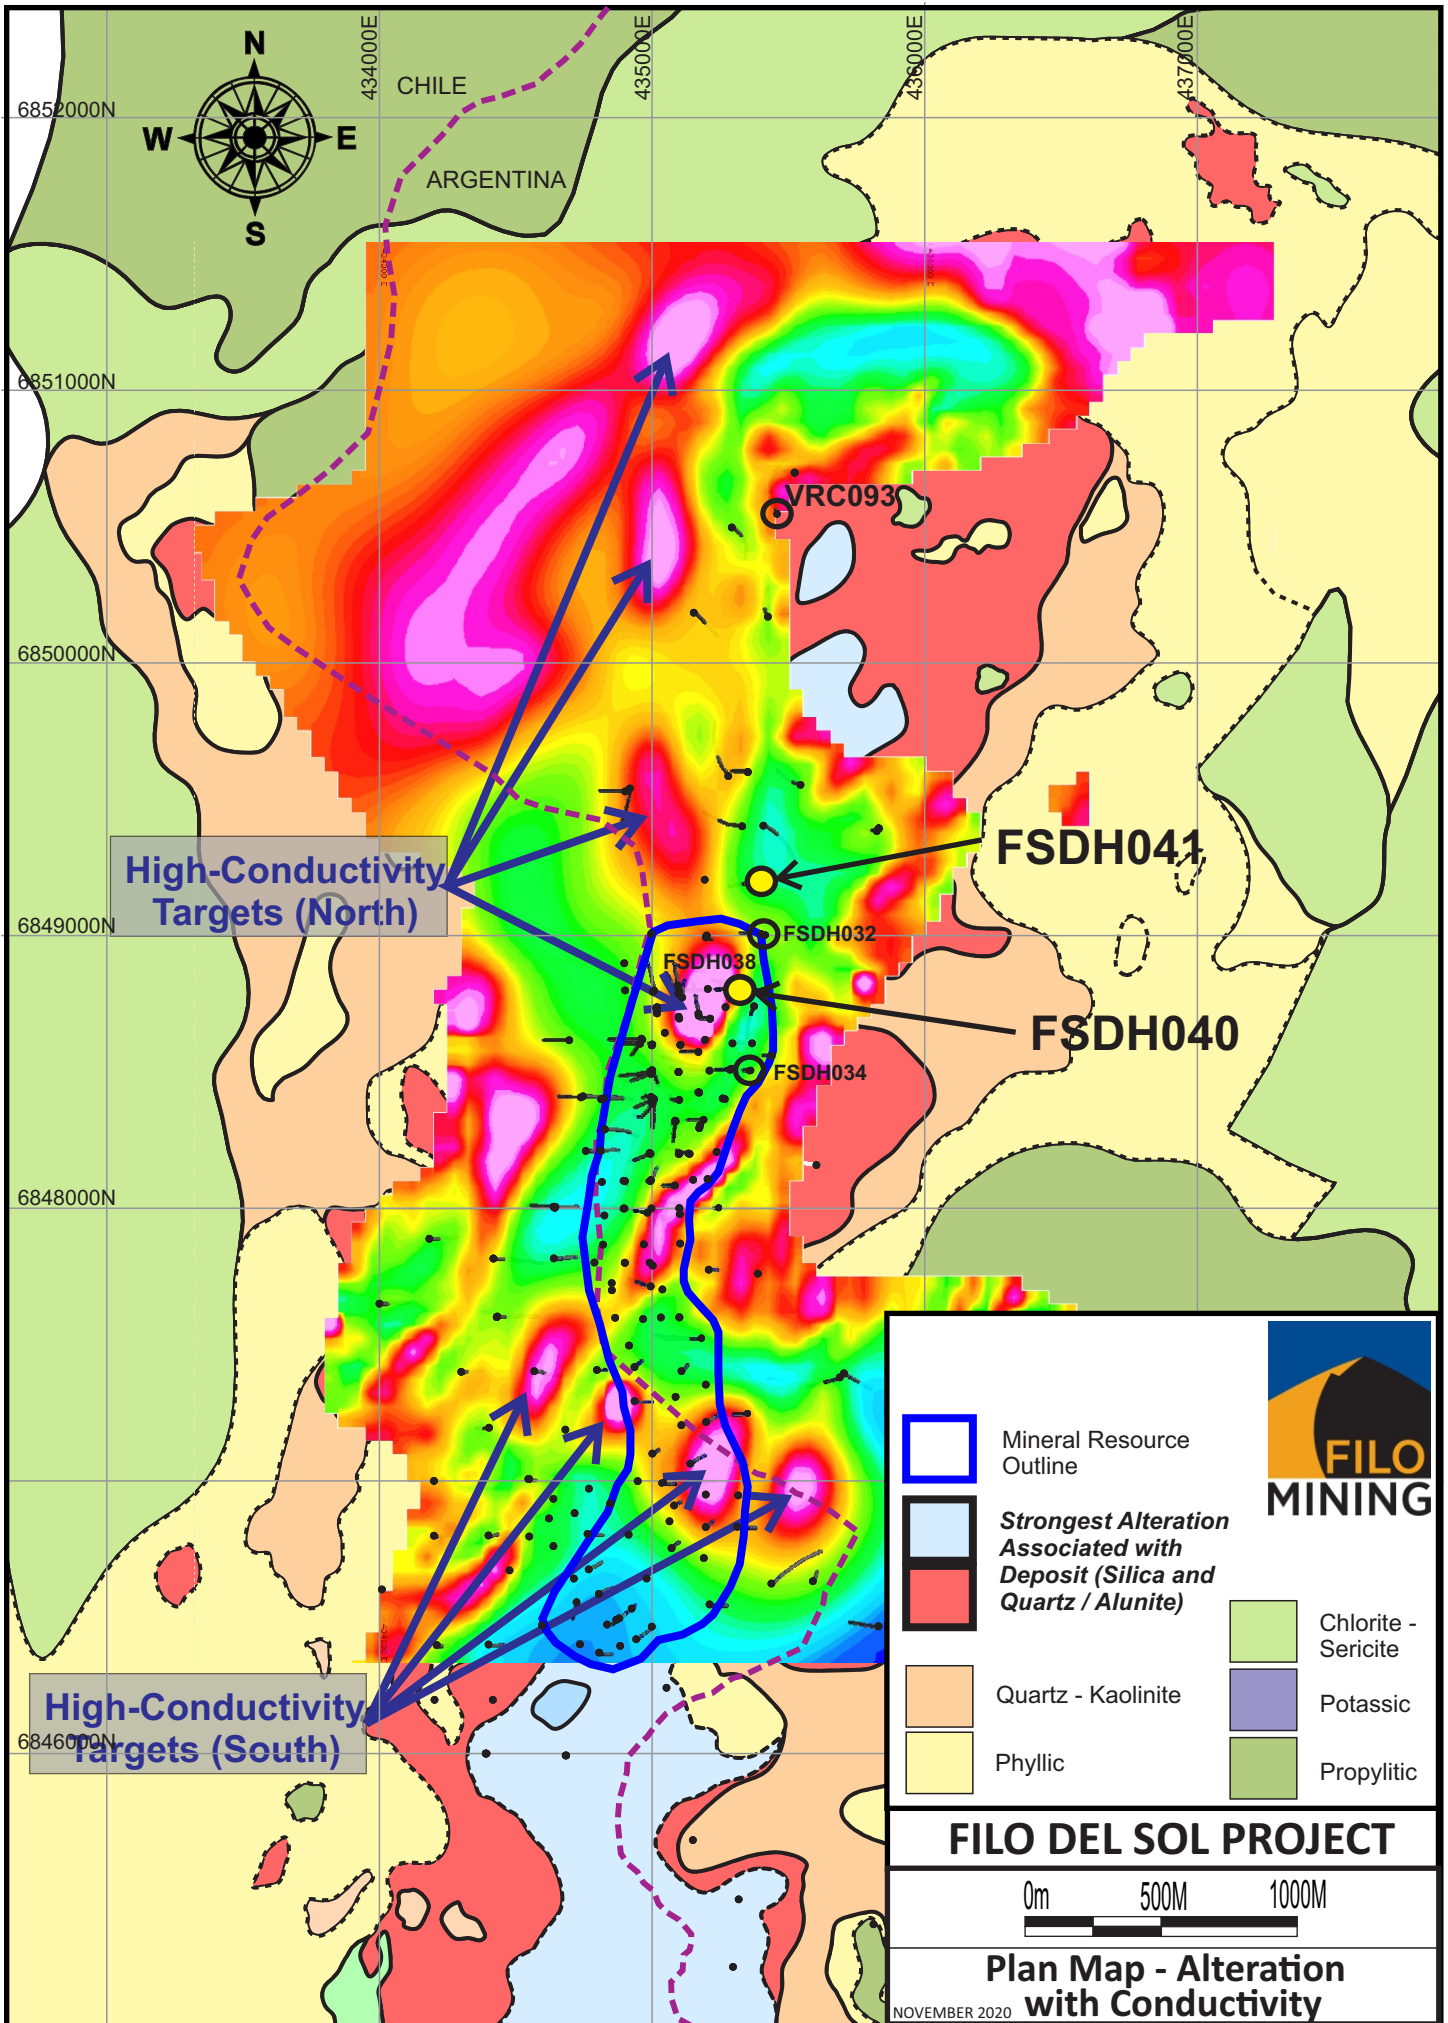 434000E
435000E
436000E
437000E
N
W
E
S
CHILE
ARGENTINA
6852000N
6851000N
VRC093
6850000N
High-Conductivity
Targets (North)
FSDH041
6849000N
FSDH032
FSDH038
FSDH040
FSDH034
6848000N
High-Conductivity
Targets (South)
6846000N
Mineral Resource
Outline
Strongest Alteration
Associated with
Deposit (Silica and
Quartz / Alunite)
Quartz - Kaolinite
Phyllic
Chlorite -
Sericite
Potassic
Propylitic
FILO
MINING
FILO DEL SOL PROJECT
0m
500M
1000M
Plan Map - Alteration
with Conductivity
NOVEMBER 2020